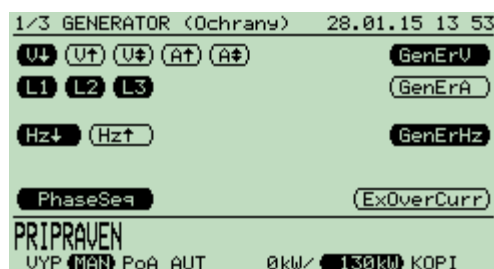 1/3 GENERATOR (Ochrany) 28.01.15 13 53
V↓ V↑ V↕ A↑ A↕ GenErV
L1 L2 L3 GenErA
Hz↓ Hz↑ GenErHz
PhaseSeq ExOverCurr
PRIPRAVEN
VYP MAN PoA AUT 0kW/ 130kW KOPI